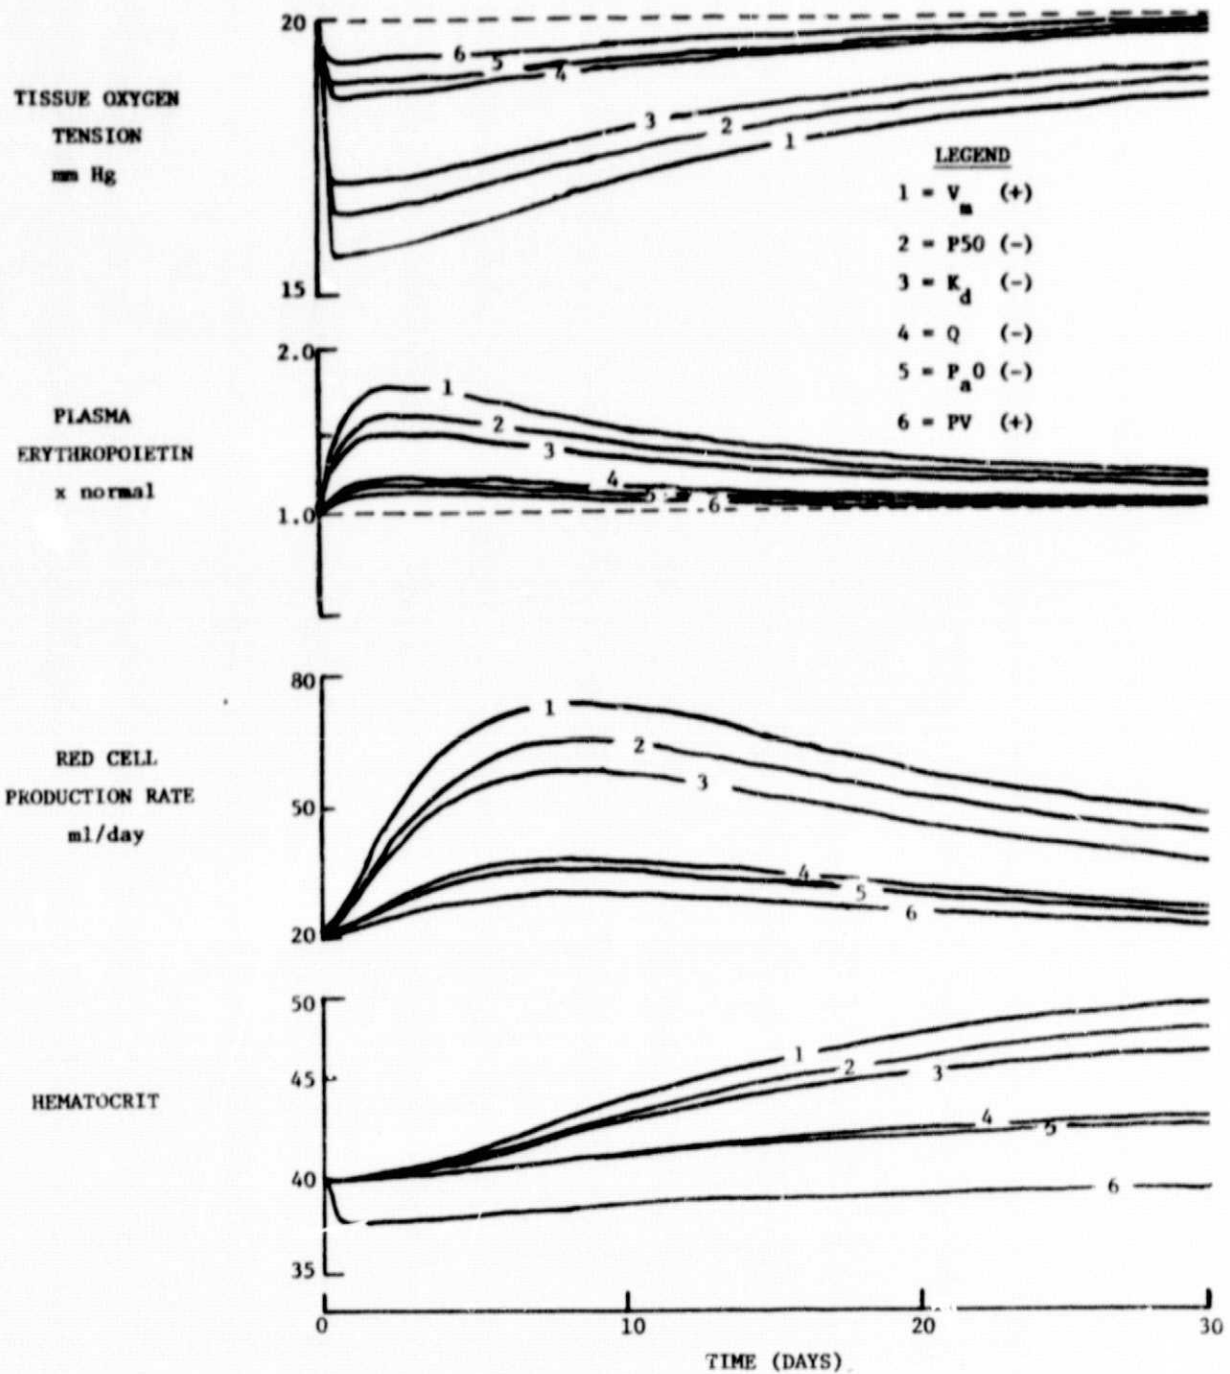 20
TISSUE OXYGEN
TENSION
mm Hg
15
6
5
4
3
2
1
LEGEND
1 = Vm (+)
2 = P50 (-)
3 = Kd (-)
4 = Q (-)
5 = PaO (-)
6 = PV (+)
2.0
PLASMA
ERYTHROPOIETIN
x normal
1.0
1
2
3
4
5
6
80
RED CELL
PRODUCTION RATE
ml/day
50
20
1
2
3
4
5
6
50
45
HEMATOCRIT
40
35
1
2
3
4
5
6
0 10 20 30
TIME (DAYS)